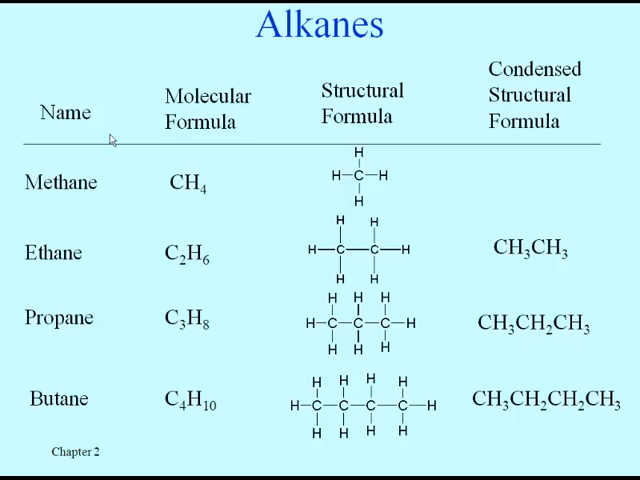 Alkanes
Name
Molecular
Formula
Structural
Formula
Condensed
Structural
Formula
Methane
CH₄
H
H—C—H
H
Ethane
C₂H₆
H H
H—C—C—H
H H
CH₃CH₃
Propane
C₃H₈
H H H
H—C—C—C—H
H H H
CH₃CH₂CH₃
Butane
C₄H₁₀
H H H H
H—C—C—C—C—H
H H H H
CH₃CH₂CH₂CH₃
Chapter 2